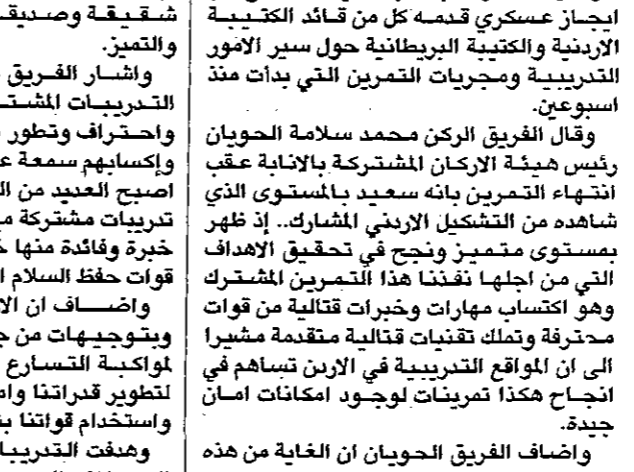 ايجاز عسكري قدمه كل من قائد الكتيبة
الاردنية والكتيبة البريطانية حول سير الامور
التدريبية ومجريات التمرين التي بدأت منذ
اسبوعين.
وقال الفريق الركن محمد سلامة الحويان
رئيس هيئة الاركان المشتركة بالانابة عقب
انتهاء التمرين بانه سعيد بالمستوى الذي
شاهده من التشكيل الاردني المشارك.. إذ ظهر
بمستوى متميز ونجح في تحقيق الاهداف
التي من اجلها نفذنا هذا التمرين المشترك
وهو اكتساب مهارات وخبرات قتالية من قوات
محترفة وتملك تقنيات قتالية متقدمة مشيرا
الى ان المواقع التدريبية في الاردن تساهم في
انجاح هكذا تمرينات لوجود امكانات امان
جيدة.
واضاف الفريق الحويان ان الغاية من هذه
شقيقة وصديقة
والتميز.
واشار الفريق
التدريبات
واحتراف وتطور
وإكسابهم سمعة
اصبح العديد من
تدريبات مشتركة
خبرة وفائدة منها
قوات حفظ السلام
واضاف ان
وبتوجيهات من
لمواكبة التسارع
لتطوير قدراتنا
واستخدام قواتنا
وهدفت